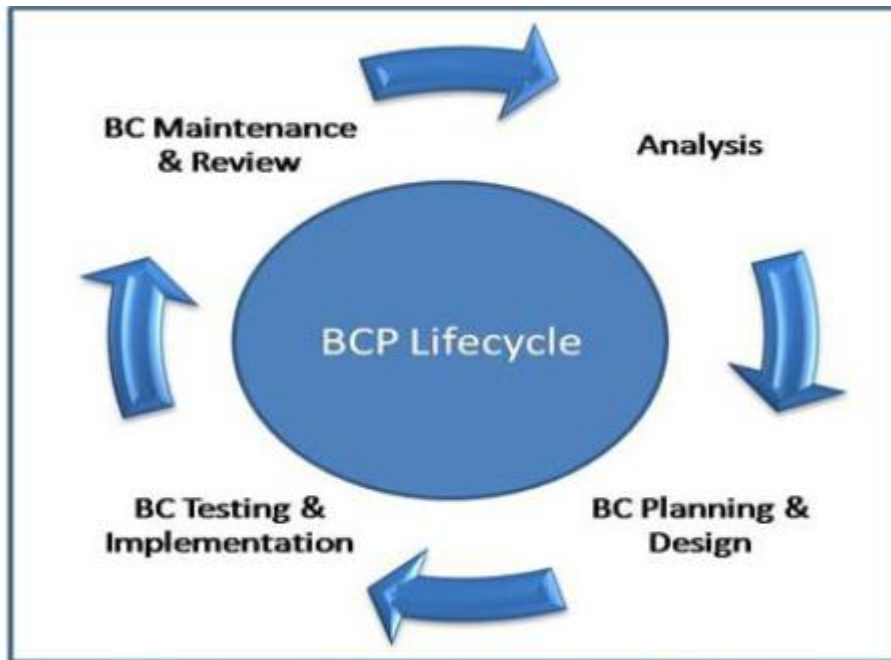 BC Maintenance
& Review
Analysis
BCP Lifecycle
BC Testing &
Implementation
BC Planning &
Design